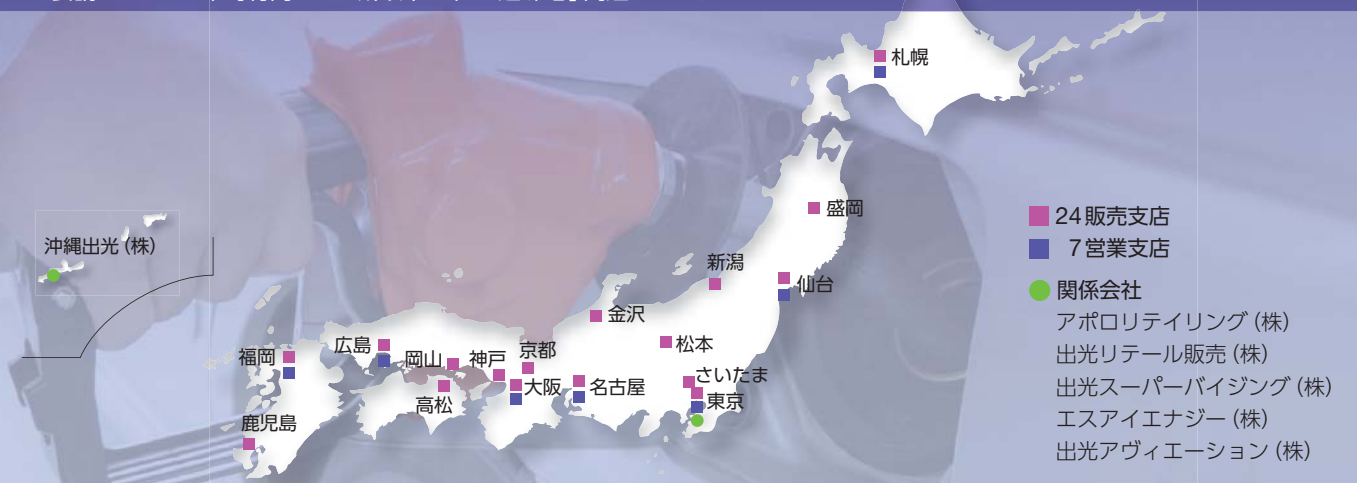 札幌
盛岡
沖縄出光（株）
新潟
仙台
金沢
広島
松本
福岡
岡山
神戸
京都
さいたま
大阪
名古屋
東京
高松
鹿児島
24販売支店
7営業支店
関係会社
アポロリテイリング（株）
出光リテール販売（株）
出光スーパーバイジング（株）
エスアイエナジー（株）
出光アヴィエーション（株）